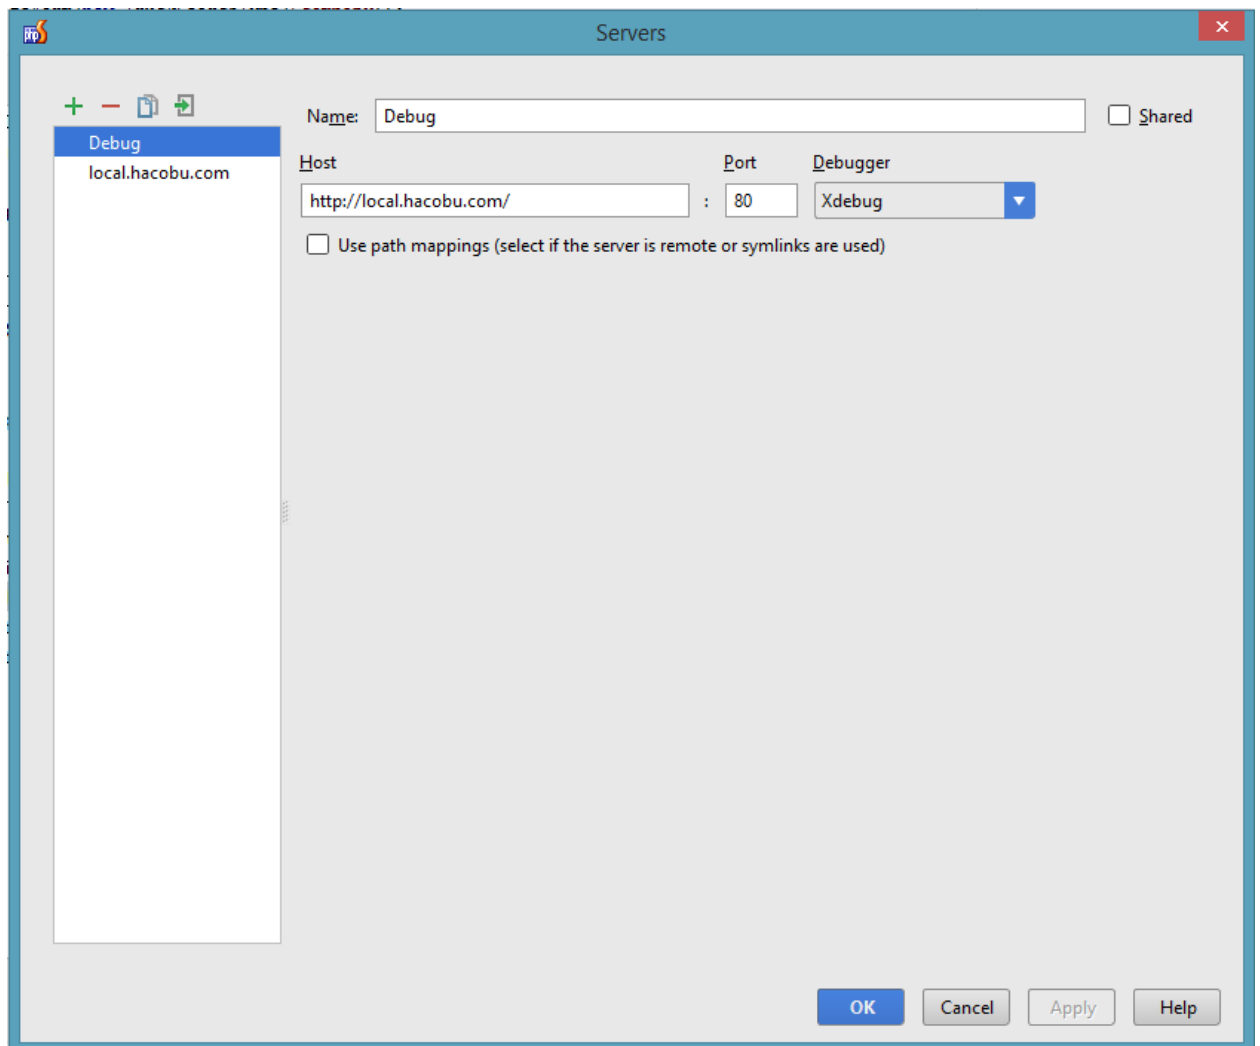 Servers
Name: Debug Shared
Debug
local.hacobu.com
Host Port Debugger
http://local.hacobu.com/ : 80 Xdebug
Use path mappings (select if the server is remote or symlinks are used)
OK Cancel Apply Help